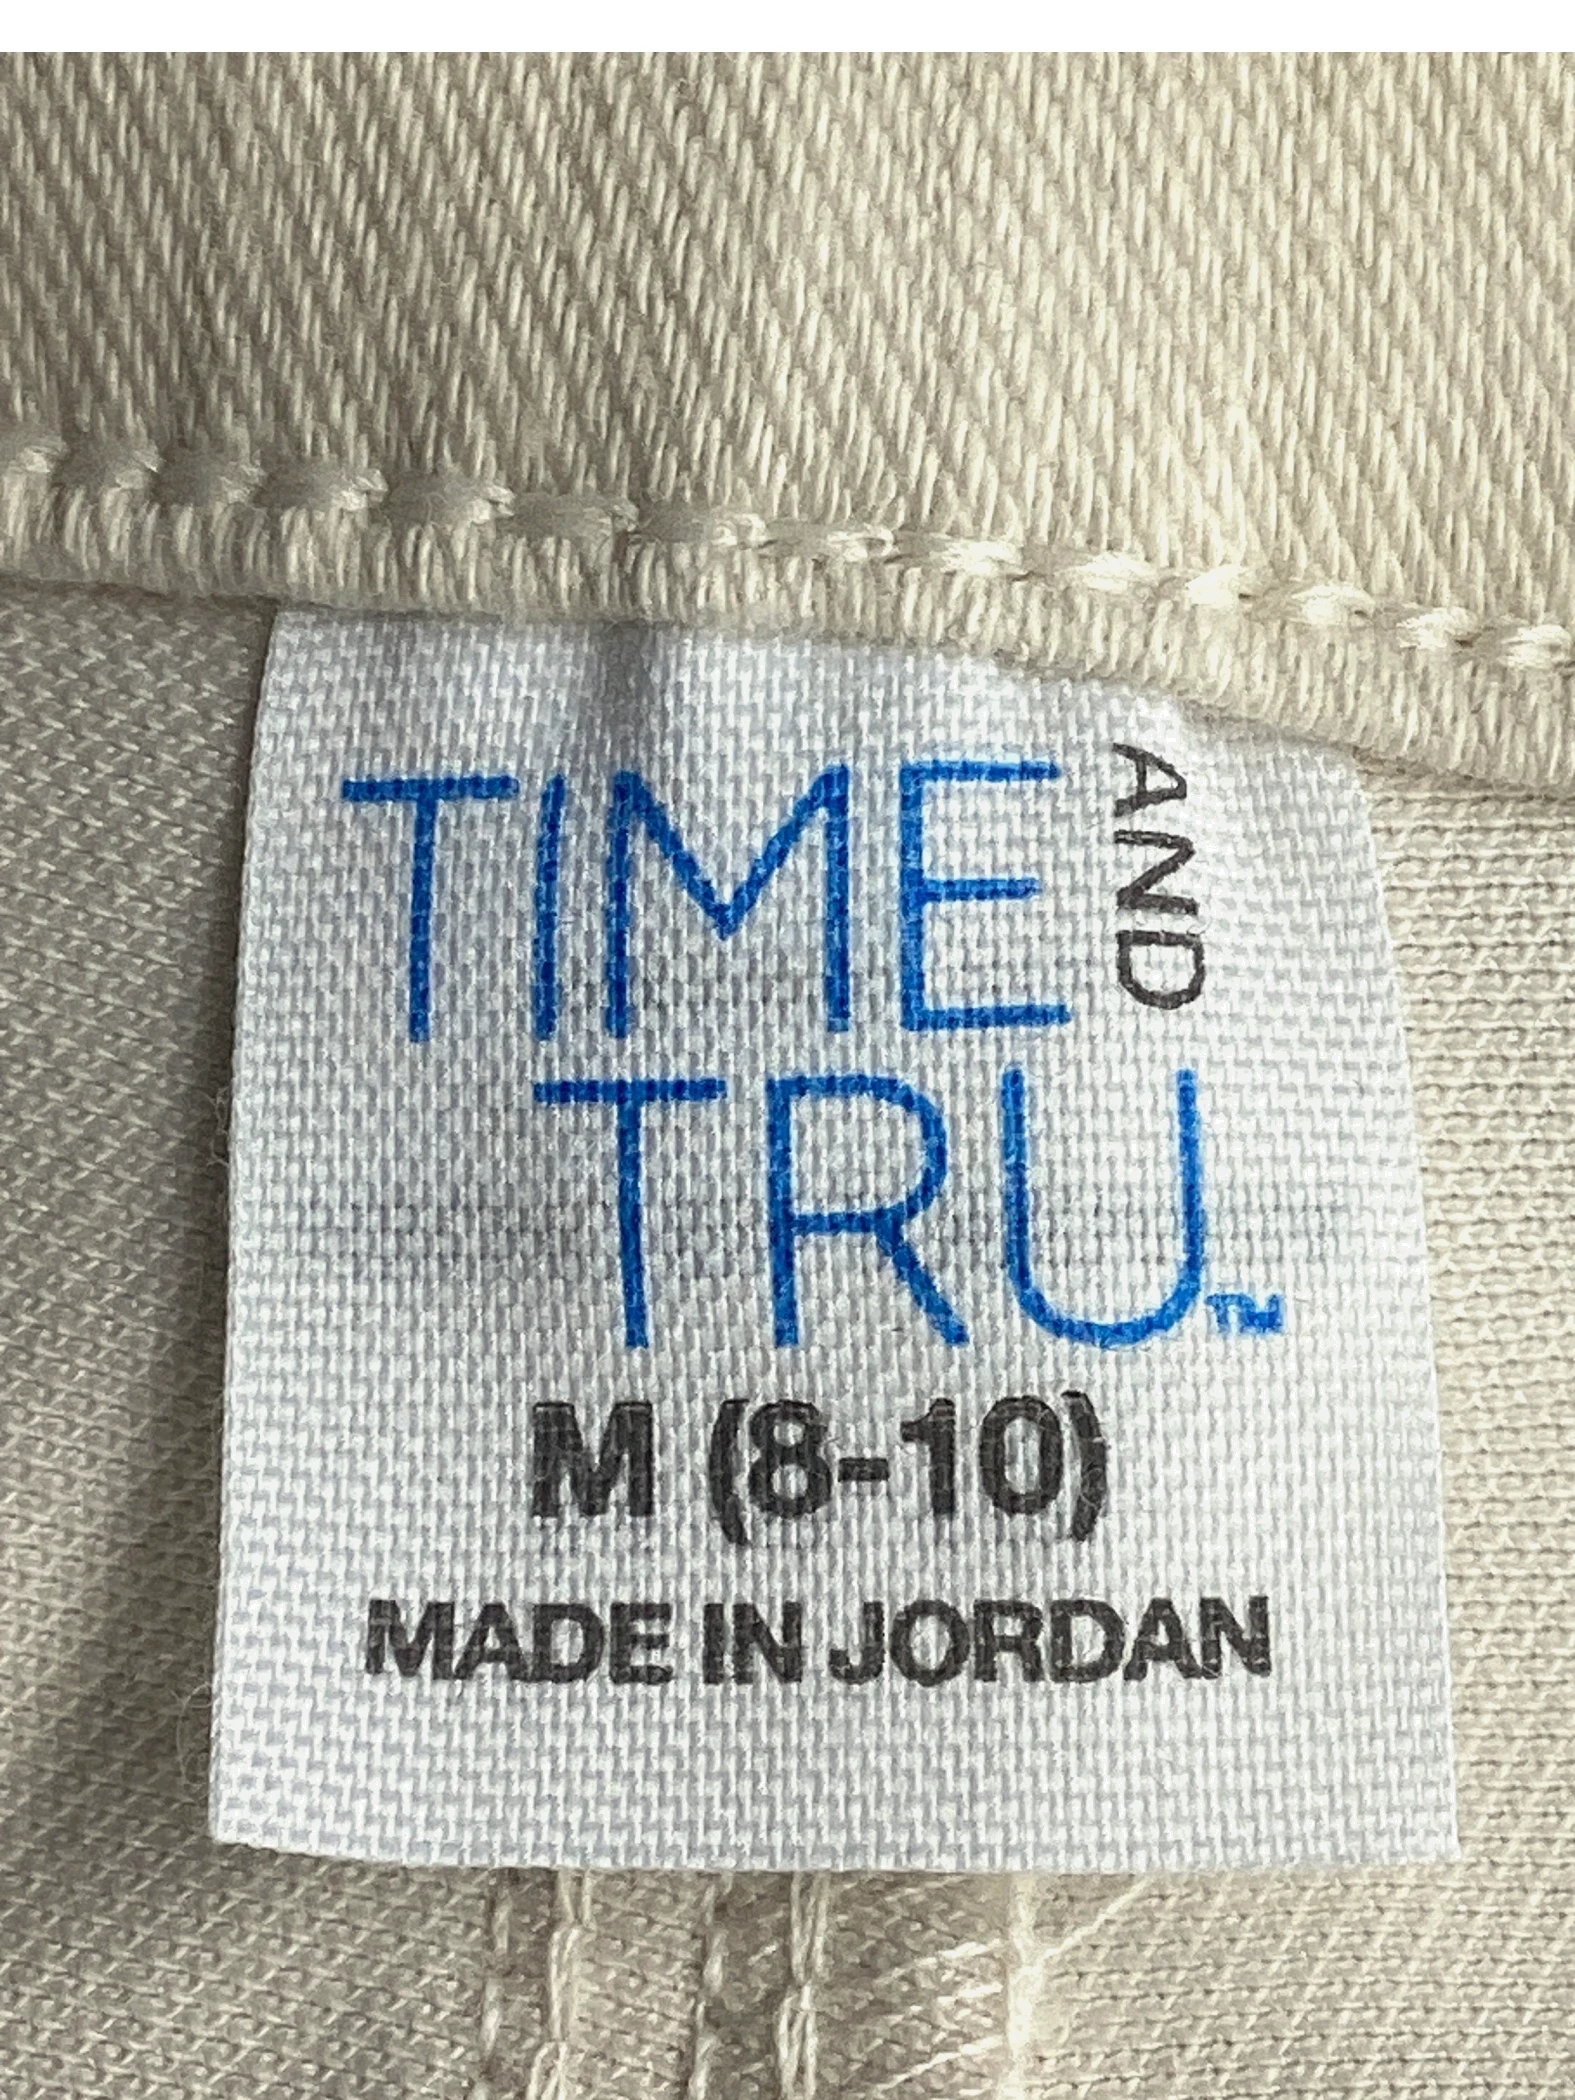 TIME AND
TRU™
M (8-10)
MADE IN JORDAN